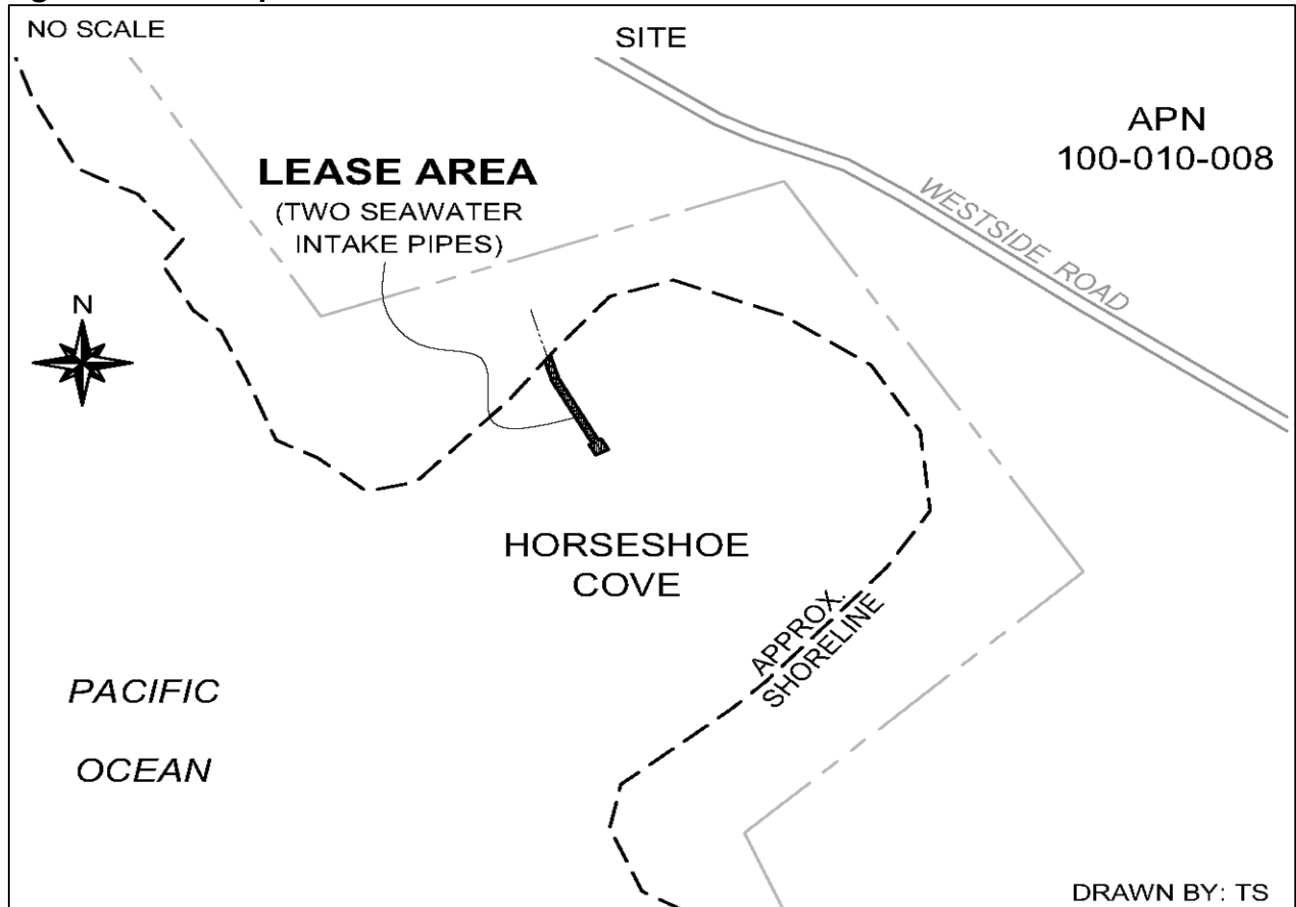 NO SCALE
SITE
APN
100-010-008
LEASE AREA
(TWO SEAWATER
INTAKE PIPES)
WESTSIDE ROAD
N
HORSESHOE
COVE
APPROX.
SHORELINE
PACIFIC
OCEAN
DRAWN BY: TS